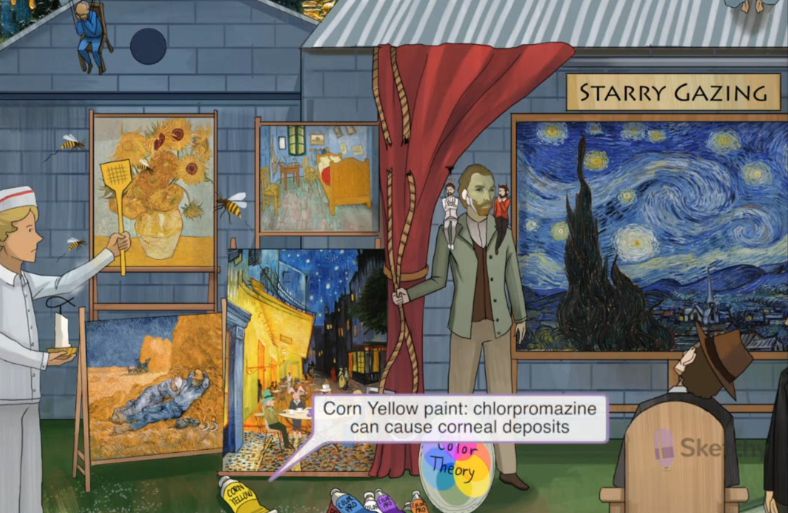 STARRY GAZING
Corn Yellow paint: chlorpromazine
can cause corneal deposits
Color
Theory
CORN
YELLOW
Sketchy